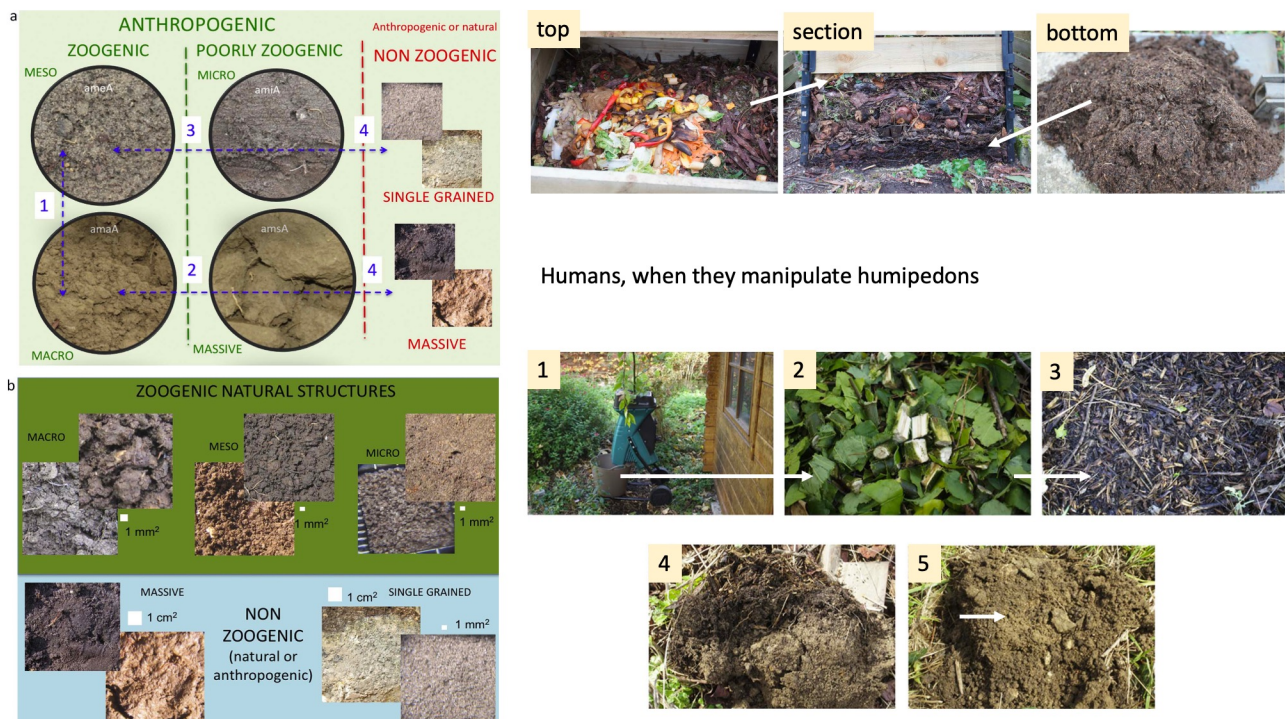 a
ANTHROPOGENIC
Anthropogenic or natural
ZOOGENIC
POORLY ZOOGENIC
NON ZOOGENIC
MESO
MICRO
ameA
amiA
3
4
1
SINGLE GRAINED
amaA
amsA
2
4
MACRO
MASSIVE
MASSIVE
b
ZOOGENIC NATURAL STRUCTURES
MACRO
MESO
MICRO
1 mm²
1 mm²
1 mm²
MASSIVE
1 cm²
NON
ZOOGENIC
(natural or
anthropogenic)
1 cm²
SINGLE GRAINED
1 mm²
top
section
bottom
Humans, when they manipulate humipedons
1
2
3
4
5